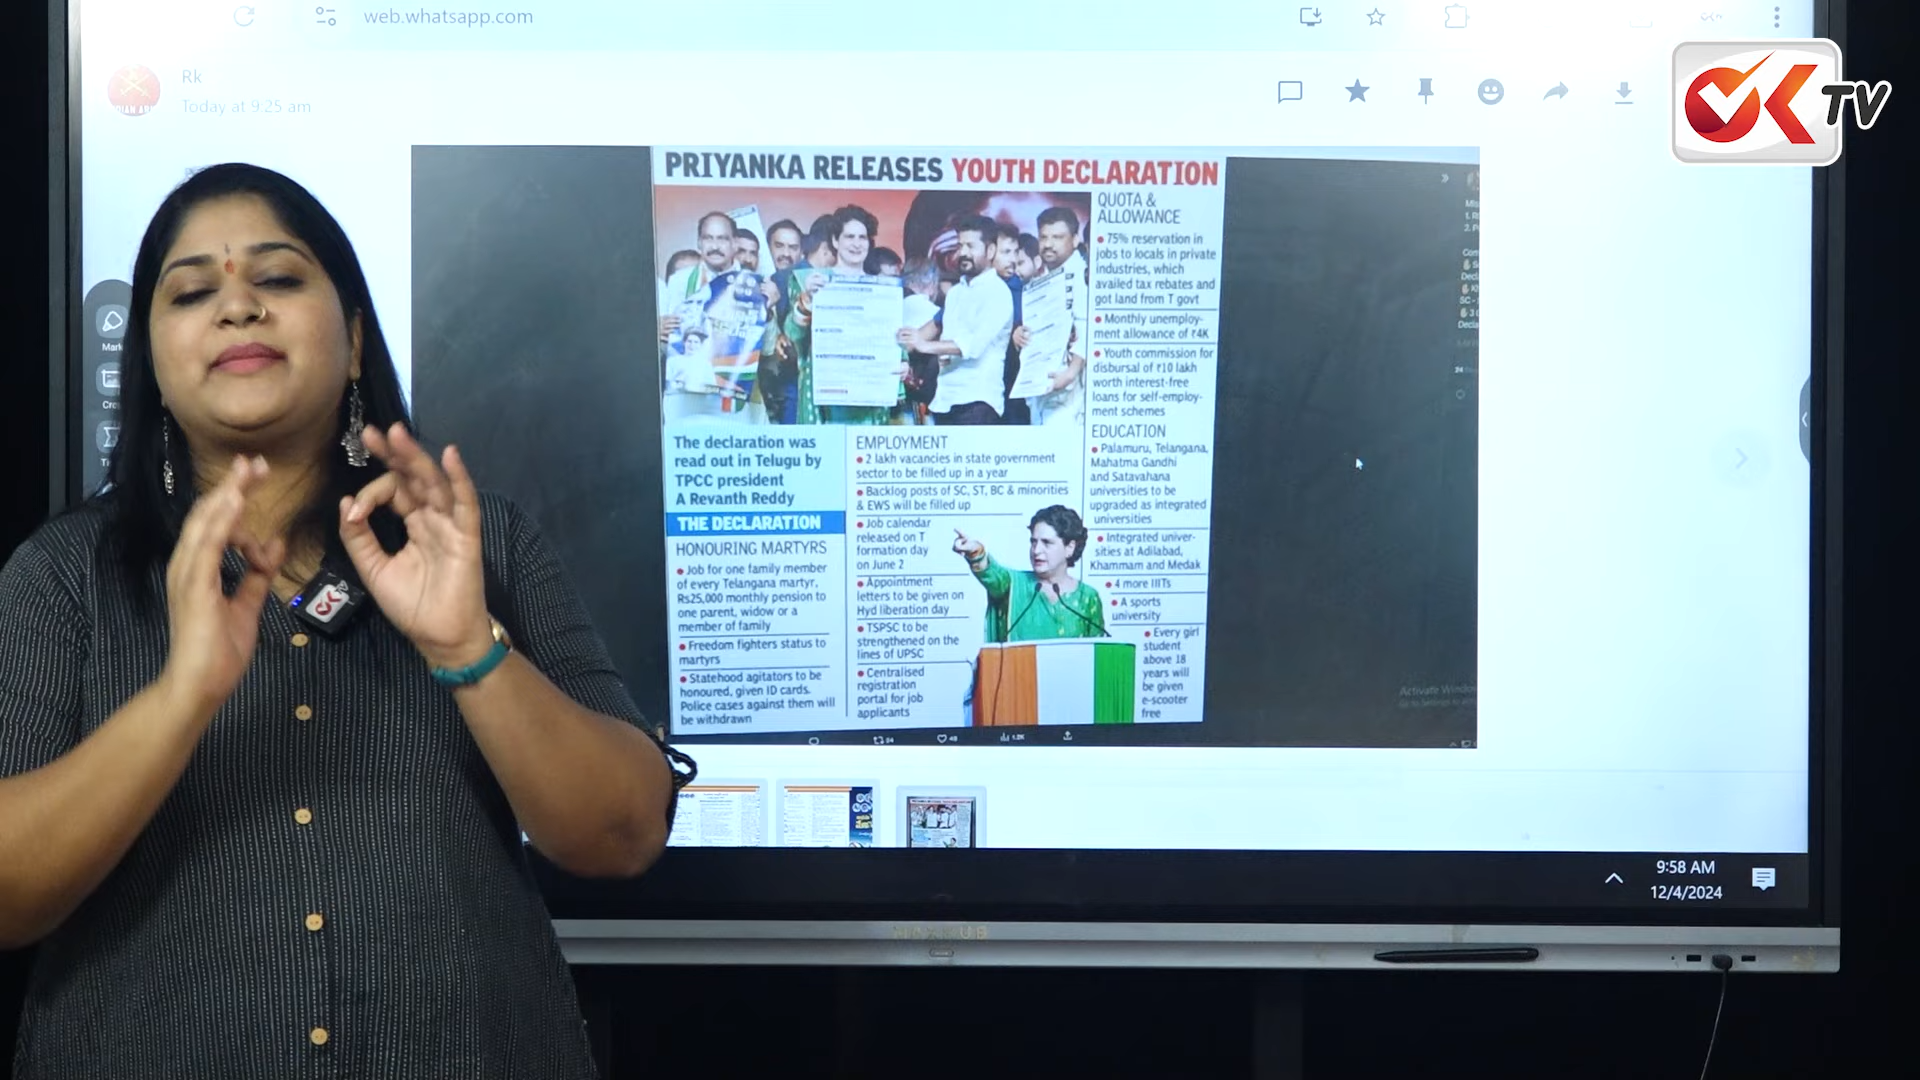 web.whatsapp.com
Rk
Today at 9:25 am
OK TV
PRIYANKA RELEASES YOUTH DECLARATION
The declaration was
read out in Telugu by
TPCC president
A Revanth Reddy
THE DECLARATION
HONOURING MARTYRS
• Job for one family member
of every Telangana martyr,
Rs25,000 monthly pension to
one parent, widow or a
member of family
• Freedom fighters status to
martyrs
• Statehood agitators to be
honoured, given ID cards.
Police cases against them will
be withdrawn
EMPLOYMENT
• 2 lakh vacancies in state government
sector to be filled up in a year
• Backlog posts of SC, ST, BC & minorities
& EWS will be filled up
• Job calendar
released on T
formation day
on June 2
• Appointment
letters to be given on
Hyd liberation day
• TSPSC to be
strengthened on the
lines of UPSC
• Centralised
registration
portal for job
applicants
QUOTA &
ALLOWANCE
• 75% reservation in
jobs to locals in private
industries, which
availed tax rebates and
got land from T govt
• Monthly unemploy-
ment allowance of ₹4K
• Youth commission for
disbursal of ₹10 lakh
worth interest-free
loans for self-employ-
ment schemes
EDUCATION
• Palamuru, Telangana,
Mahatma Gandhi
and Satavahana
universities to be
upgraded as integrated
universities
• Integrated univer-
sities at Adilabad,
Khammam and Medak
• 4 more IIITs
• A sports
university
• Every girl
student
above 18
years will
be given
e-scooter
free
9:58 AM
12/4/2024